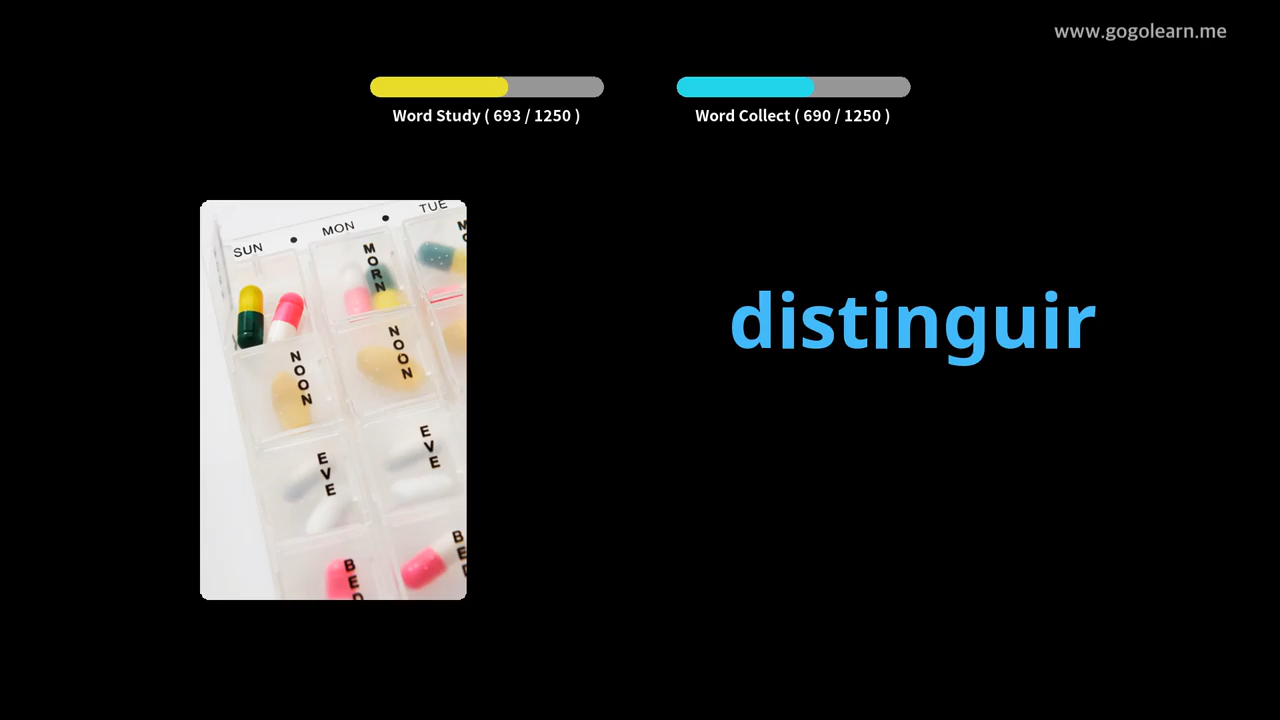 www.gogolearn.me
Word Study ( 693 / 1250 )
Word Collect ( 690 / 1250 )
SUN • MON • TUE
MORN
NOON
NOON
EVE
EVE
BED
distinguir